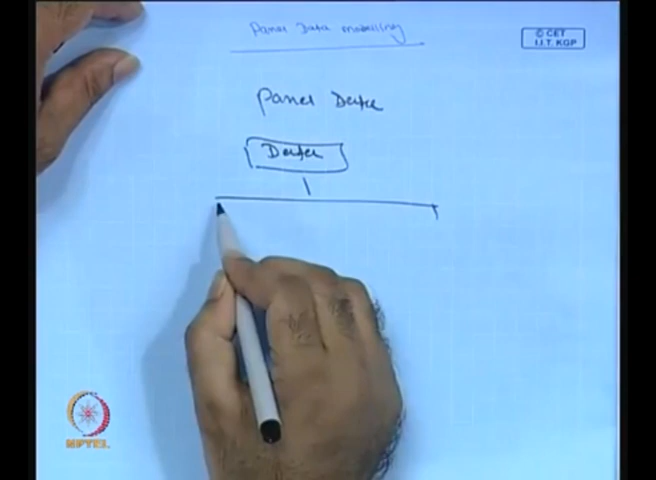 Panel Data modelling
© CET
I.I.T. KGP
Panel Data
Data
NPTEL